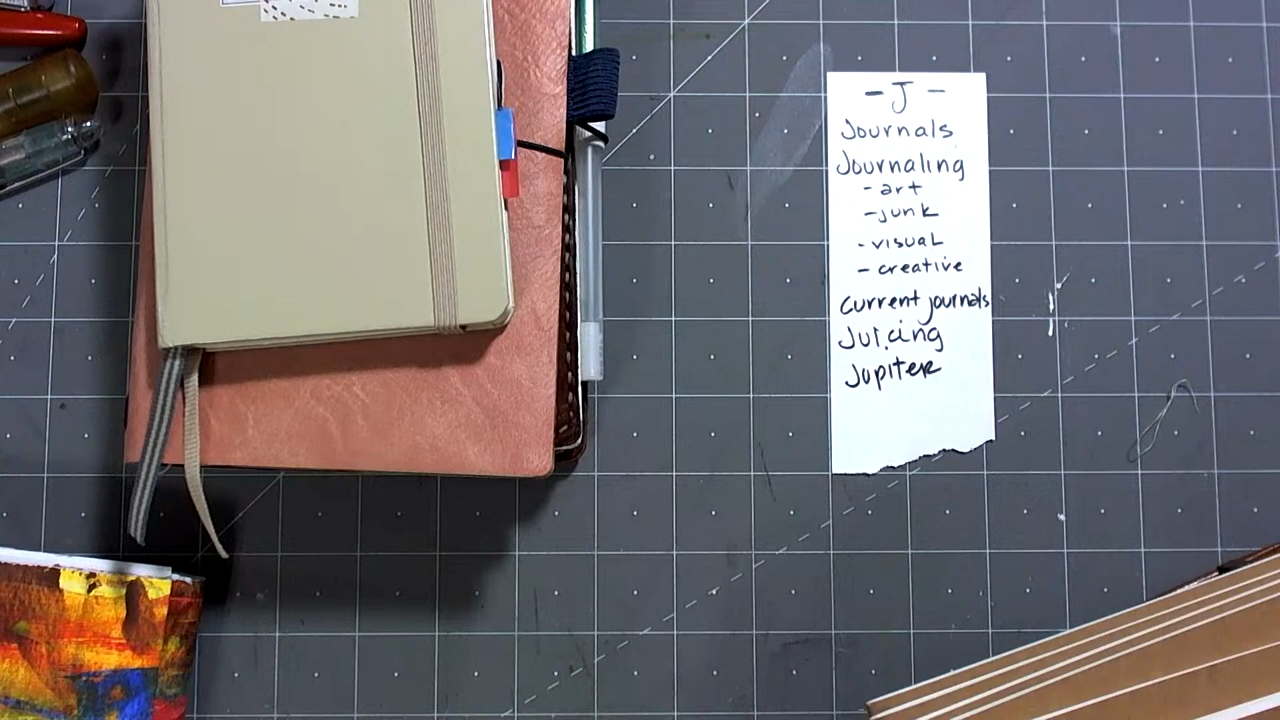 - J -
Journals
Journaling
- art
- junk
- visual
- creative
current journals
Juicing
Jupiter